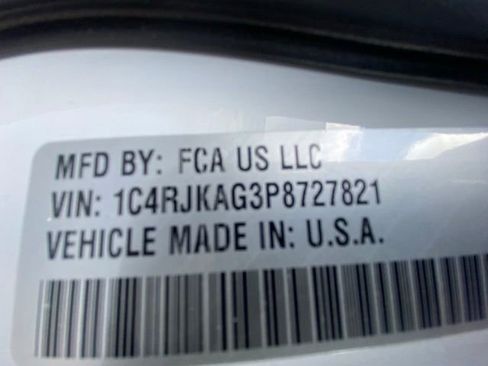 MFD BY: FCA US LLC
VIN: 1C4RJKAG3P8727821
VEHICLE MADE IN: U.S.A.